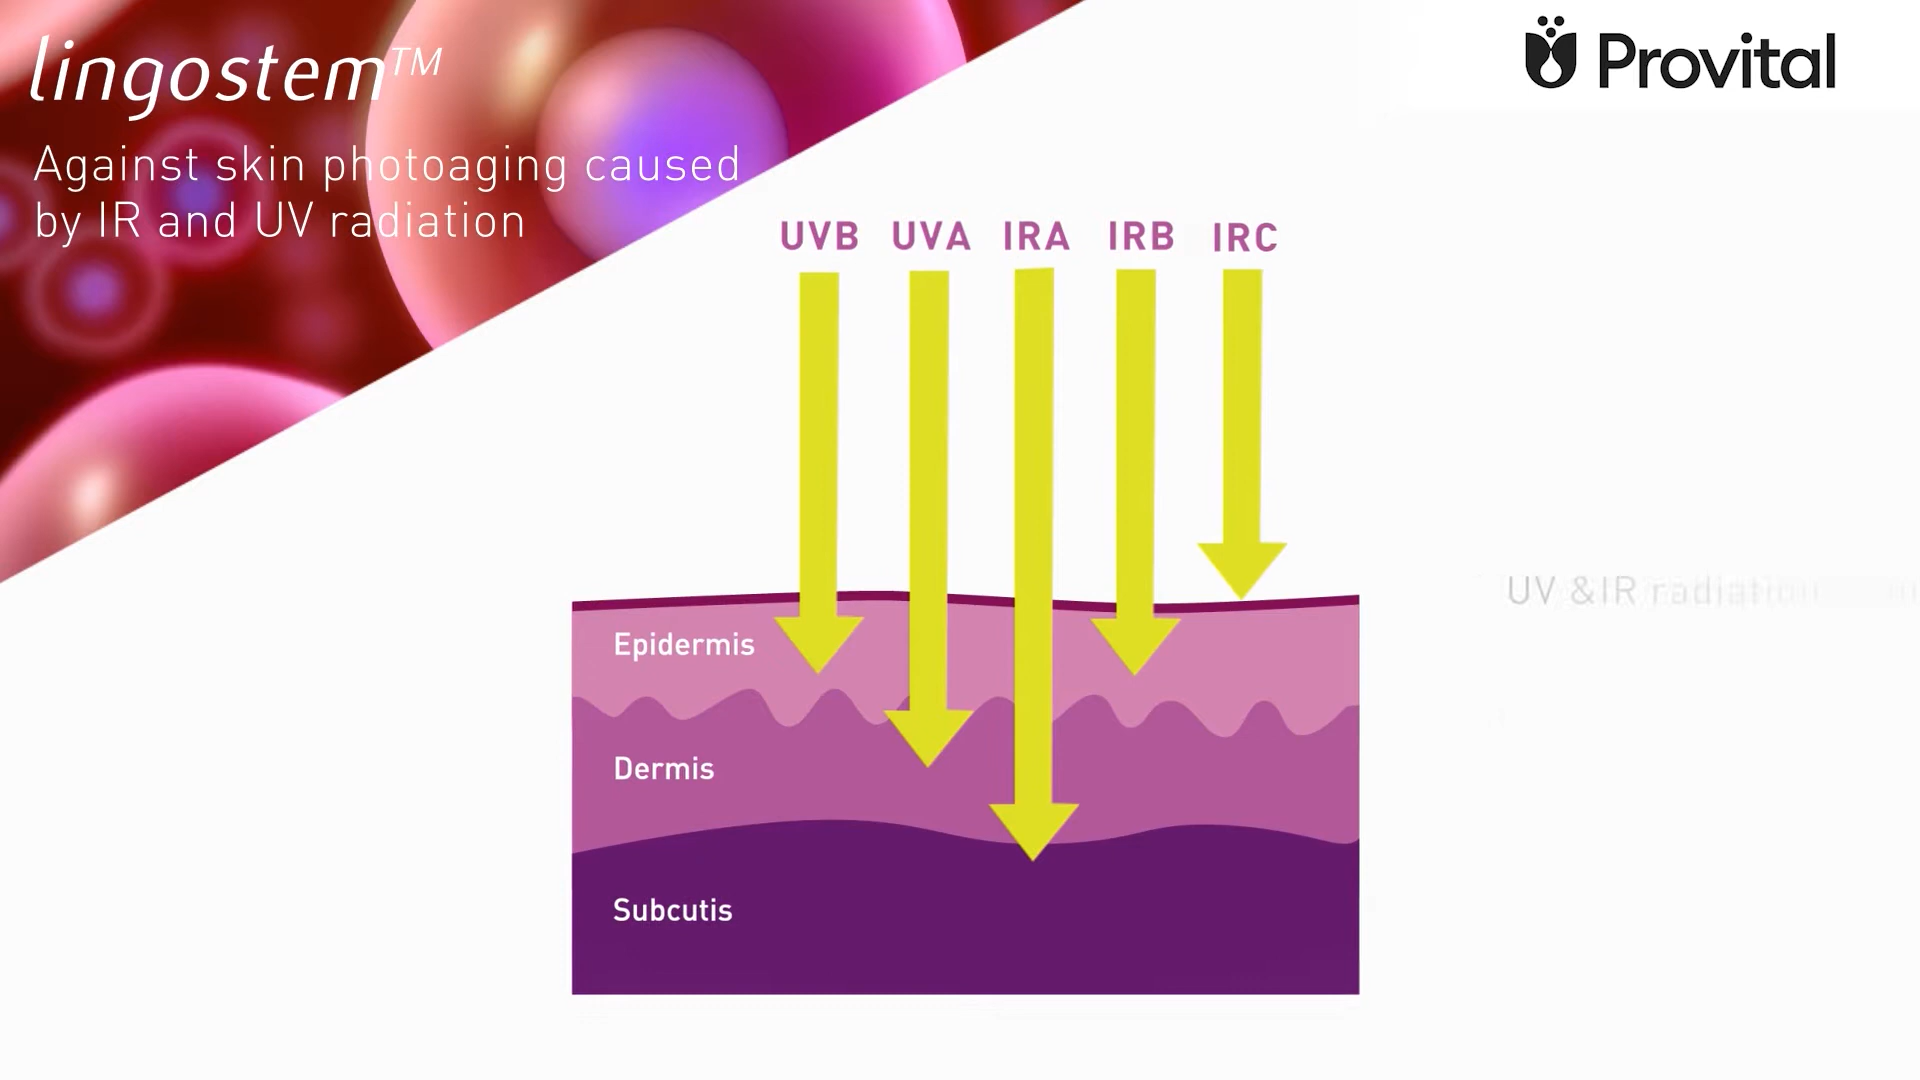 lingostem™
Against skin photoaging caused
by IR and UV radiation
Provital
UVB UVA IRA IRB IRC
Epidermis
Dermis
Subcutis
UV &IR radiation